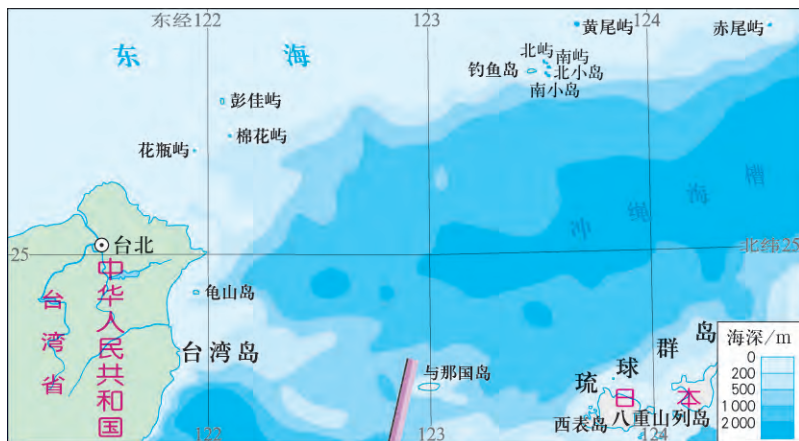 东经122
123
124
黄尾屿
赤尾屿
东海
北屿
南屿
钓鱼岛
北小岛
南小岛
彭佳屿
棉花屿
花瓶屿
冲绳海槽
25
台北
北纬25
中华人民共和国
台湾省
龟山岛
台湾岛
与那国岛
琉球群岛
日本
西表岛
八重山列岛
海深/m
0
200
500
1 000
2 000
122
123
124